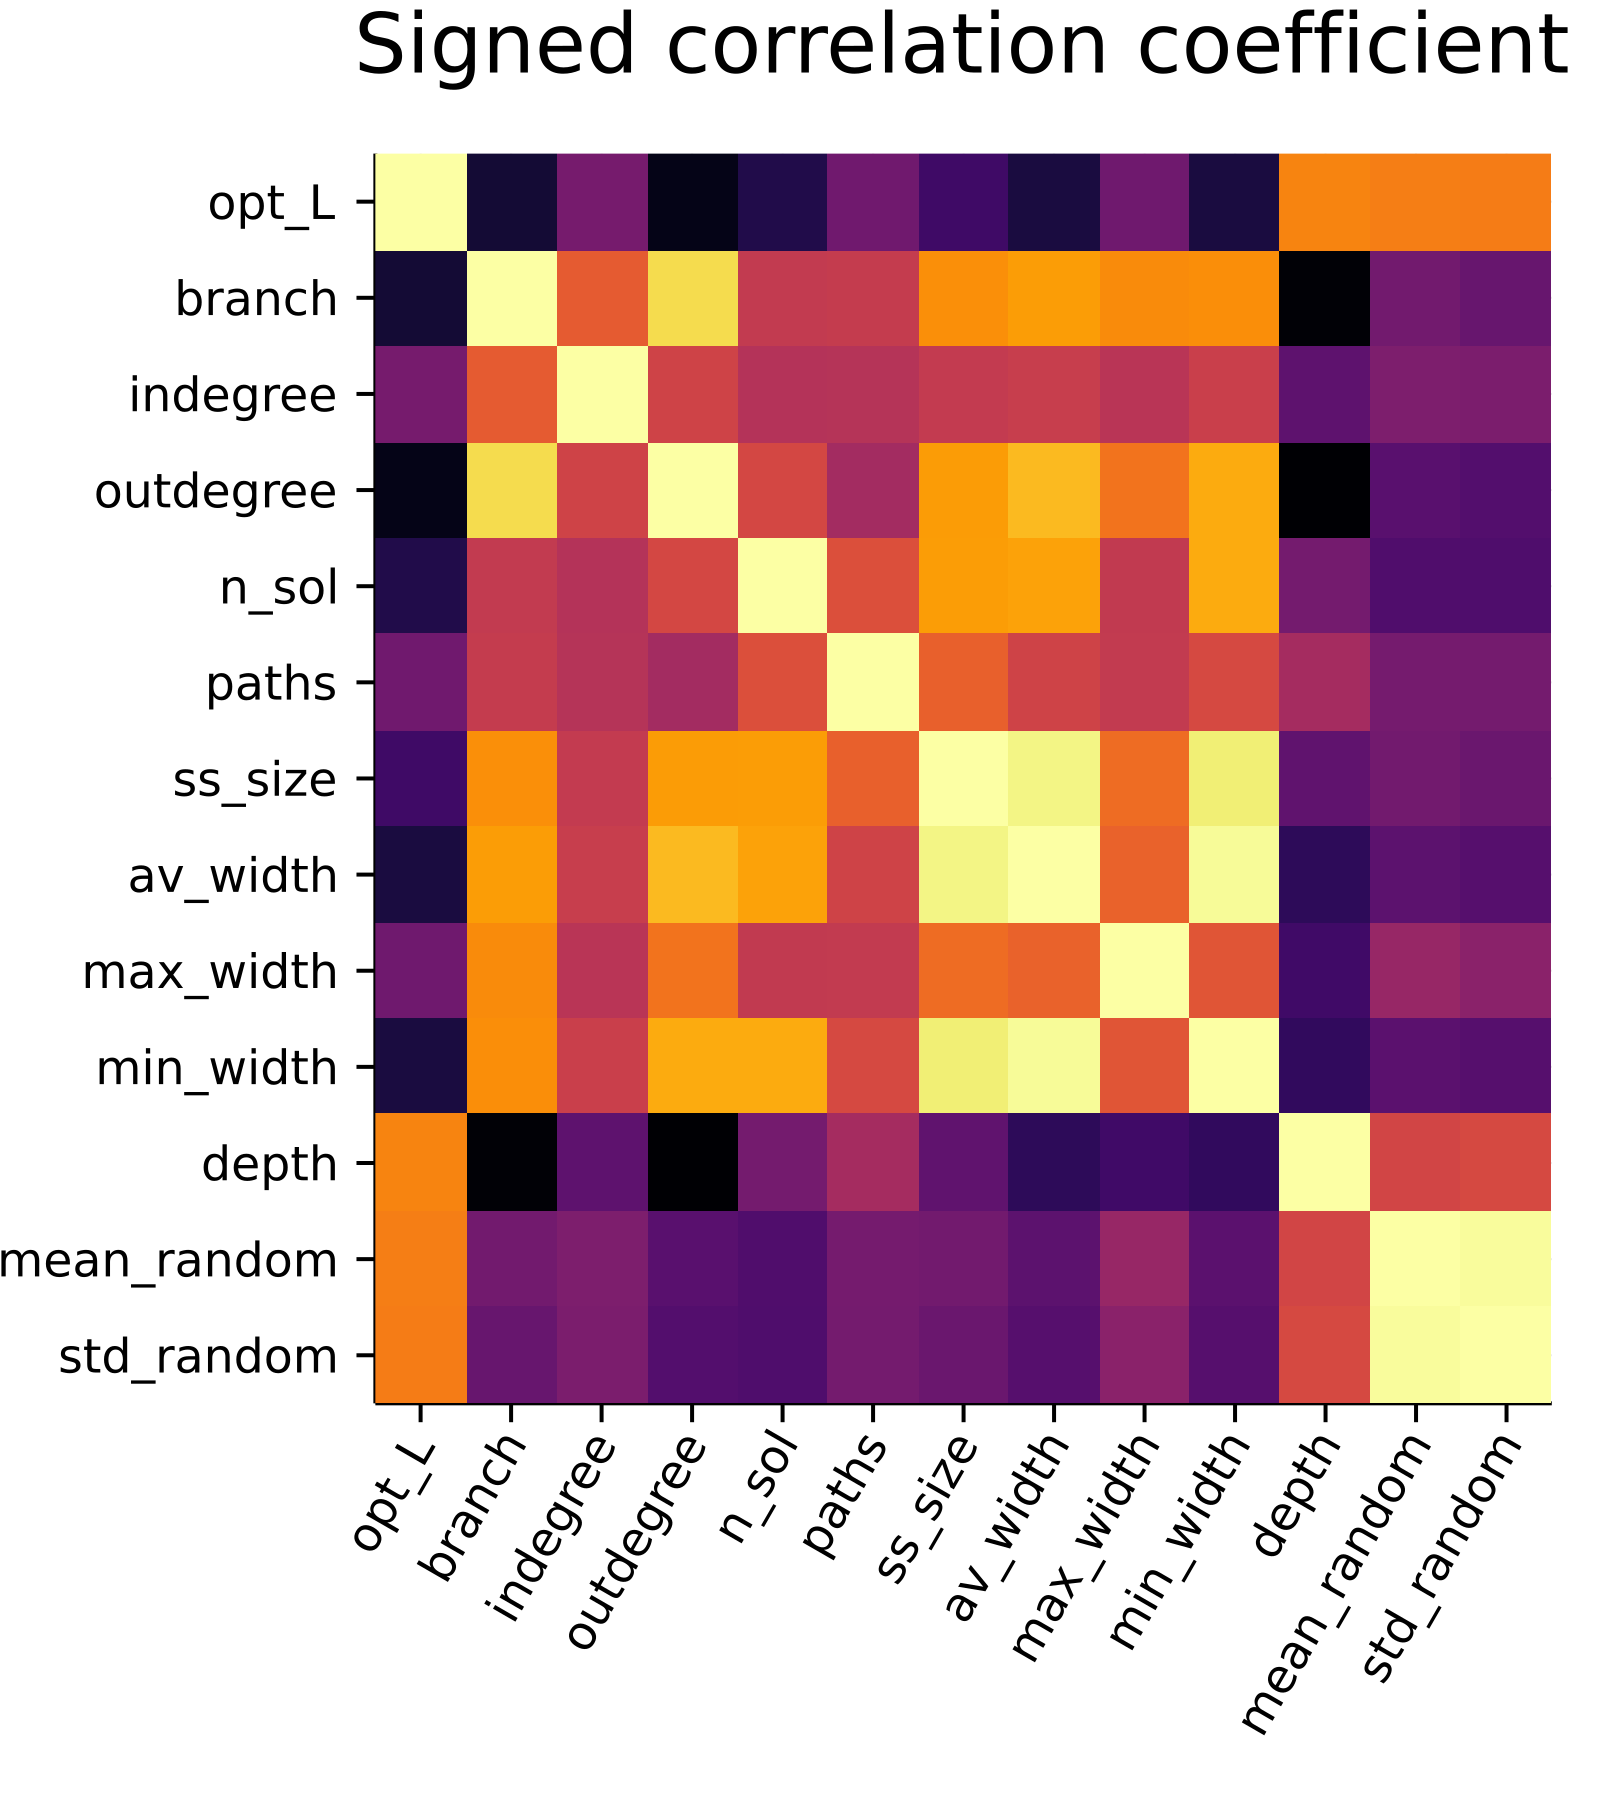 Signed correlation coefficient
opt_L
branch
indegree
outdegree
n_sol
paths
ss_size
av_width
max_width
min_width
depth
mean_random
std_random
opt_L
branch
indegree
outdegree
n_sol
paths
ss_size
av_width
max_width
min_width
depth
mean_random
std_random